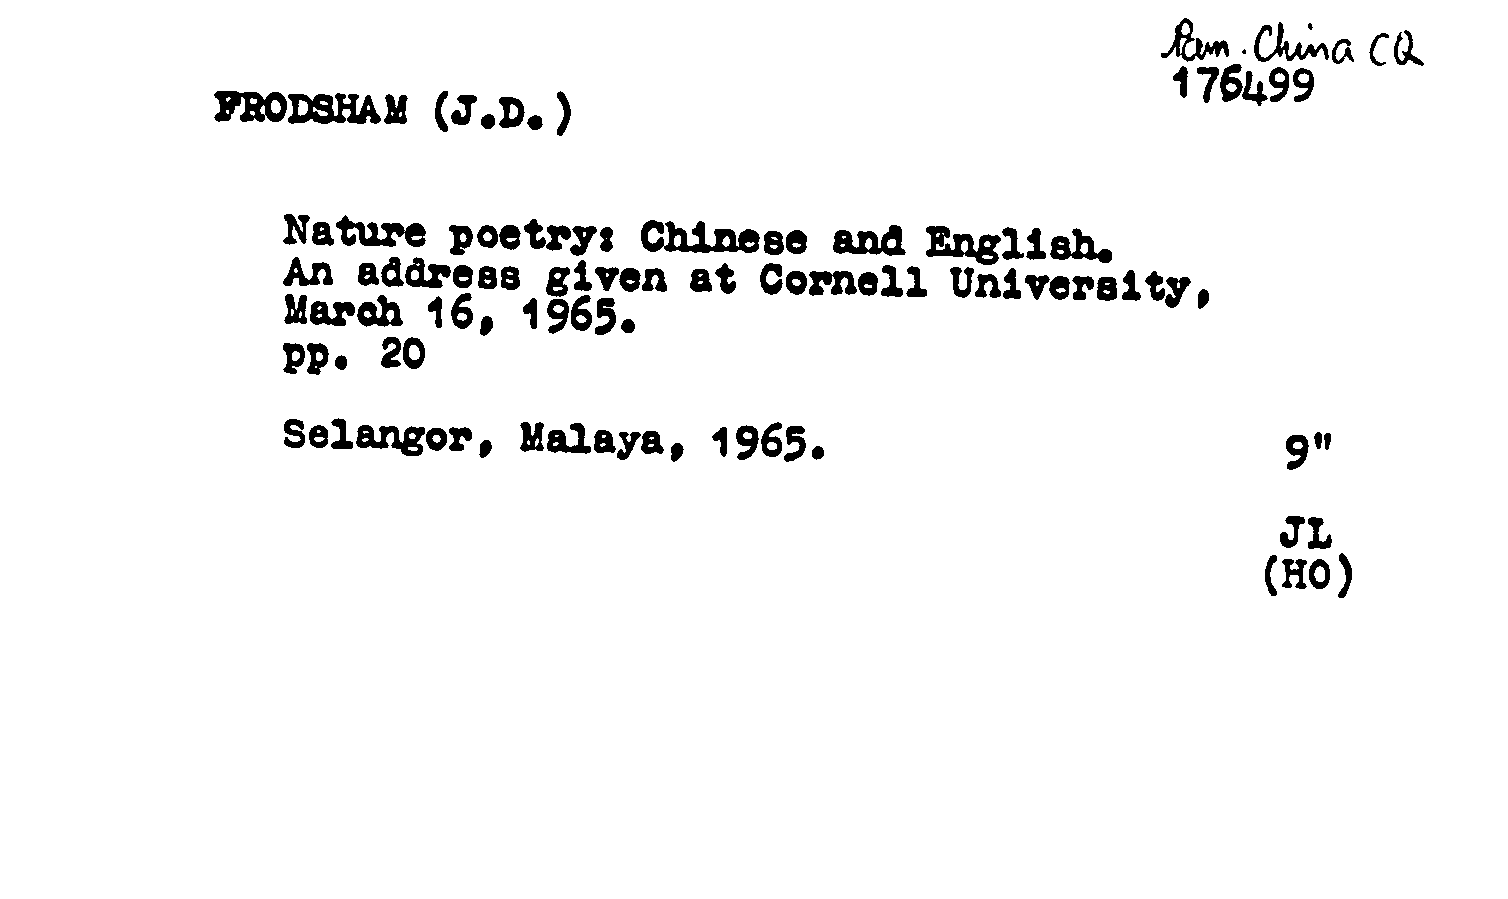 Pam. China CQ
176499
FRODSHAM (J.D.)
Nature poetry: Chinese and English.
An address given at Cornell University,
March 16, 1965.
pp. 20
Selangor, Malaya, 1965.
9"
JL
(HO)